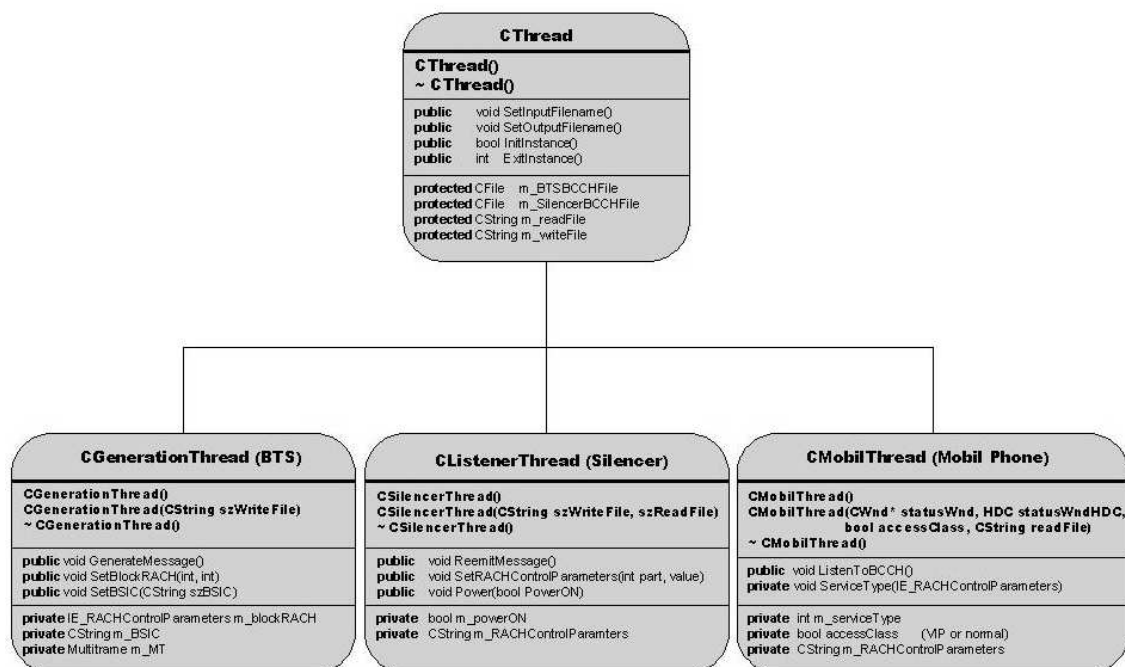 CThread
CThread()
~ CThread()
public void SetInputFilename()
public void SetOutputFilename()
public bool InitInstance()
public int ExitInstance()
protected CFile m_BTSBCCHFile
protected CFile m_SilencerBCCHFile
protected CString m_readFile
protected CString m_writeFile
CGenerationThread (BTS)
CGenerationThread()
CGenerationThread(CString szWriteFile)
~ CGenerationThread()
public void GenerateMessage()
public void SetBlockRACH(int, int)
public void SetBSIC(CString szBSIC)
private IE_RACHControlParameters m_blockRACH
private CString m_BSIC
private Multiframe m_MT
CListenerThread (Silencer)
CSilencerThread()
CSilencerThread(CString szWriteFile, szReadFile)
~ CSilencerThread()
public void ReemitMessage()
public void SetRACHControlParameters(int part, value)
public void Power(bool PowerON)
private bool m_powerON
private CString m_RACHControlParamters
CMobilThread (Mobil Phone)
CMobilThread()
CMobilThread(CWnd* statusWnd, HDC statusWndHDC,
bool accessClass, CString readFile)
~ CMobilThread()
public void ListenToBCCH()
private void ServiceType(IE_RACHControlParameters)
private int m_serviceType
private bool accessClass (VIP or normal)
private CString m_RACHControlParameters